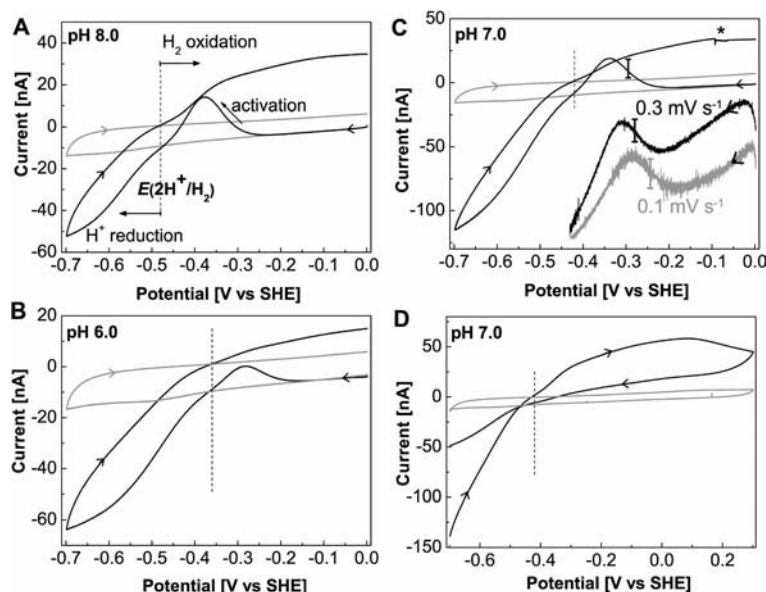 A
pH 8.0
H₂ oxidation
activation
E(2H⁺/H₂)
H⁺ reduction
Current [nA]
40
20
0
-20
-40
-60
-0.7 -0.6 -0.5 -0.4 -0.3 -0.2 -0.1 0.0
Potential [V vs SHE]
B
pH 6.0
Current [nA]
20
0
-20
-40
-60
-0.7 -0.6 -0.5 -0.4 -0.3 -0.2 -0.1 0.0
Potential [V vs SHE]
C
pH 7.0
*
0.3 mV s⁻¹
0.1 mV s⁻¹
Current [nA]
50
0
-50
-100
-0.7 -0.6 -0.5 -0.4 -0.3 -0.2 -0.1 0.0
Potential [V vs SHE]
D
pH 7.0
Current [nA]
50
0
-50
-100
-150
-0.6 -0.4 -0.2 0.0 0.2
Potential [V vs SHE]